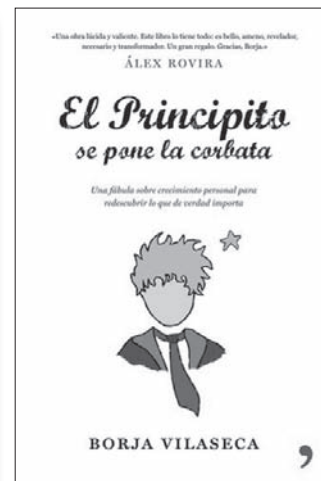 «Una obra lúcida y valiente. Este libro lo tiene todo: es bello, ameno, revelador,
necesario y transformador. Un gran regalo. Gracias, Borja.»
ÁLEX ROVIRA
El Principito
se pone la corbata
Una fábula sobre crecimiento personal para
redescubrir lo que de verdad importa
BORJA VILASECA